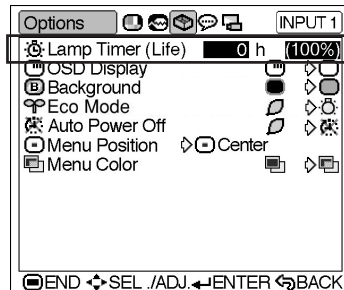 Options INPUT 1
Lamp Timer (Life) 0 h (100%)
OSD Display
B Background
Eco Mode
Auto Power Off
Menu Position Center
Menu Color
END SEL ./ADJ. ENTER BACK